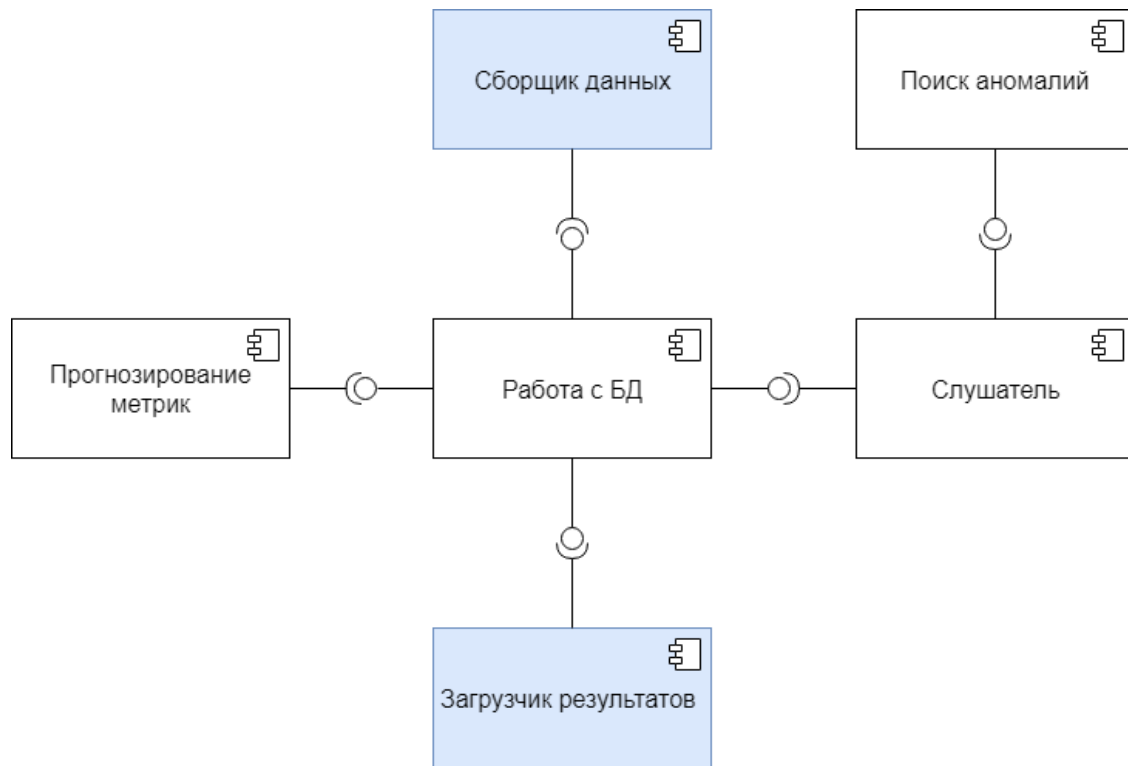 Сборщик данных
Поиск аномалий
Прогнозирование
метрик
Работа с БД
Слушатель
Загрузчик результатов